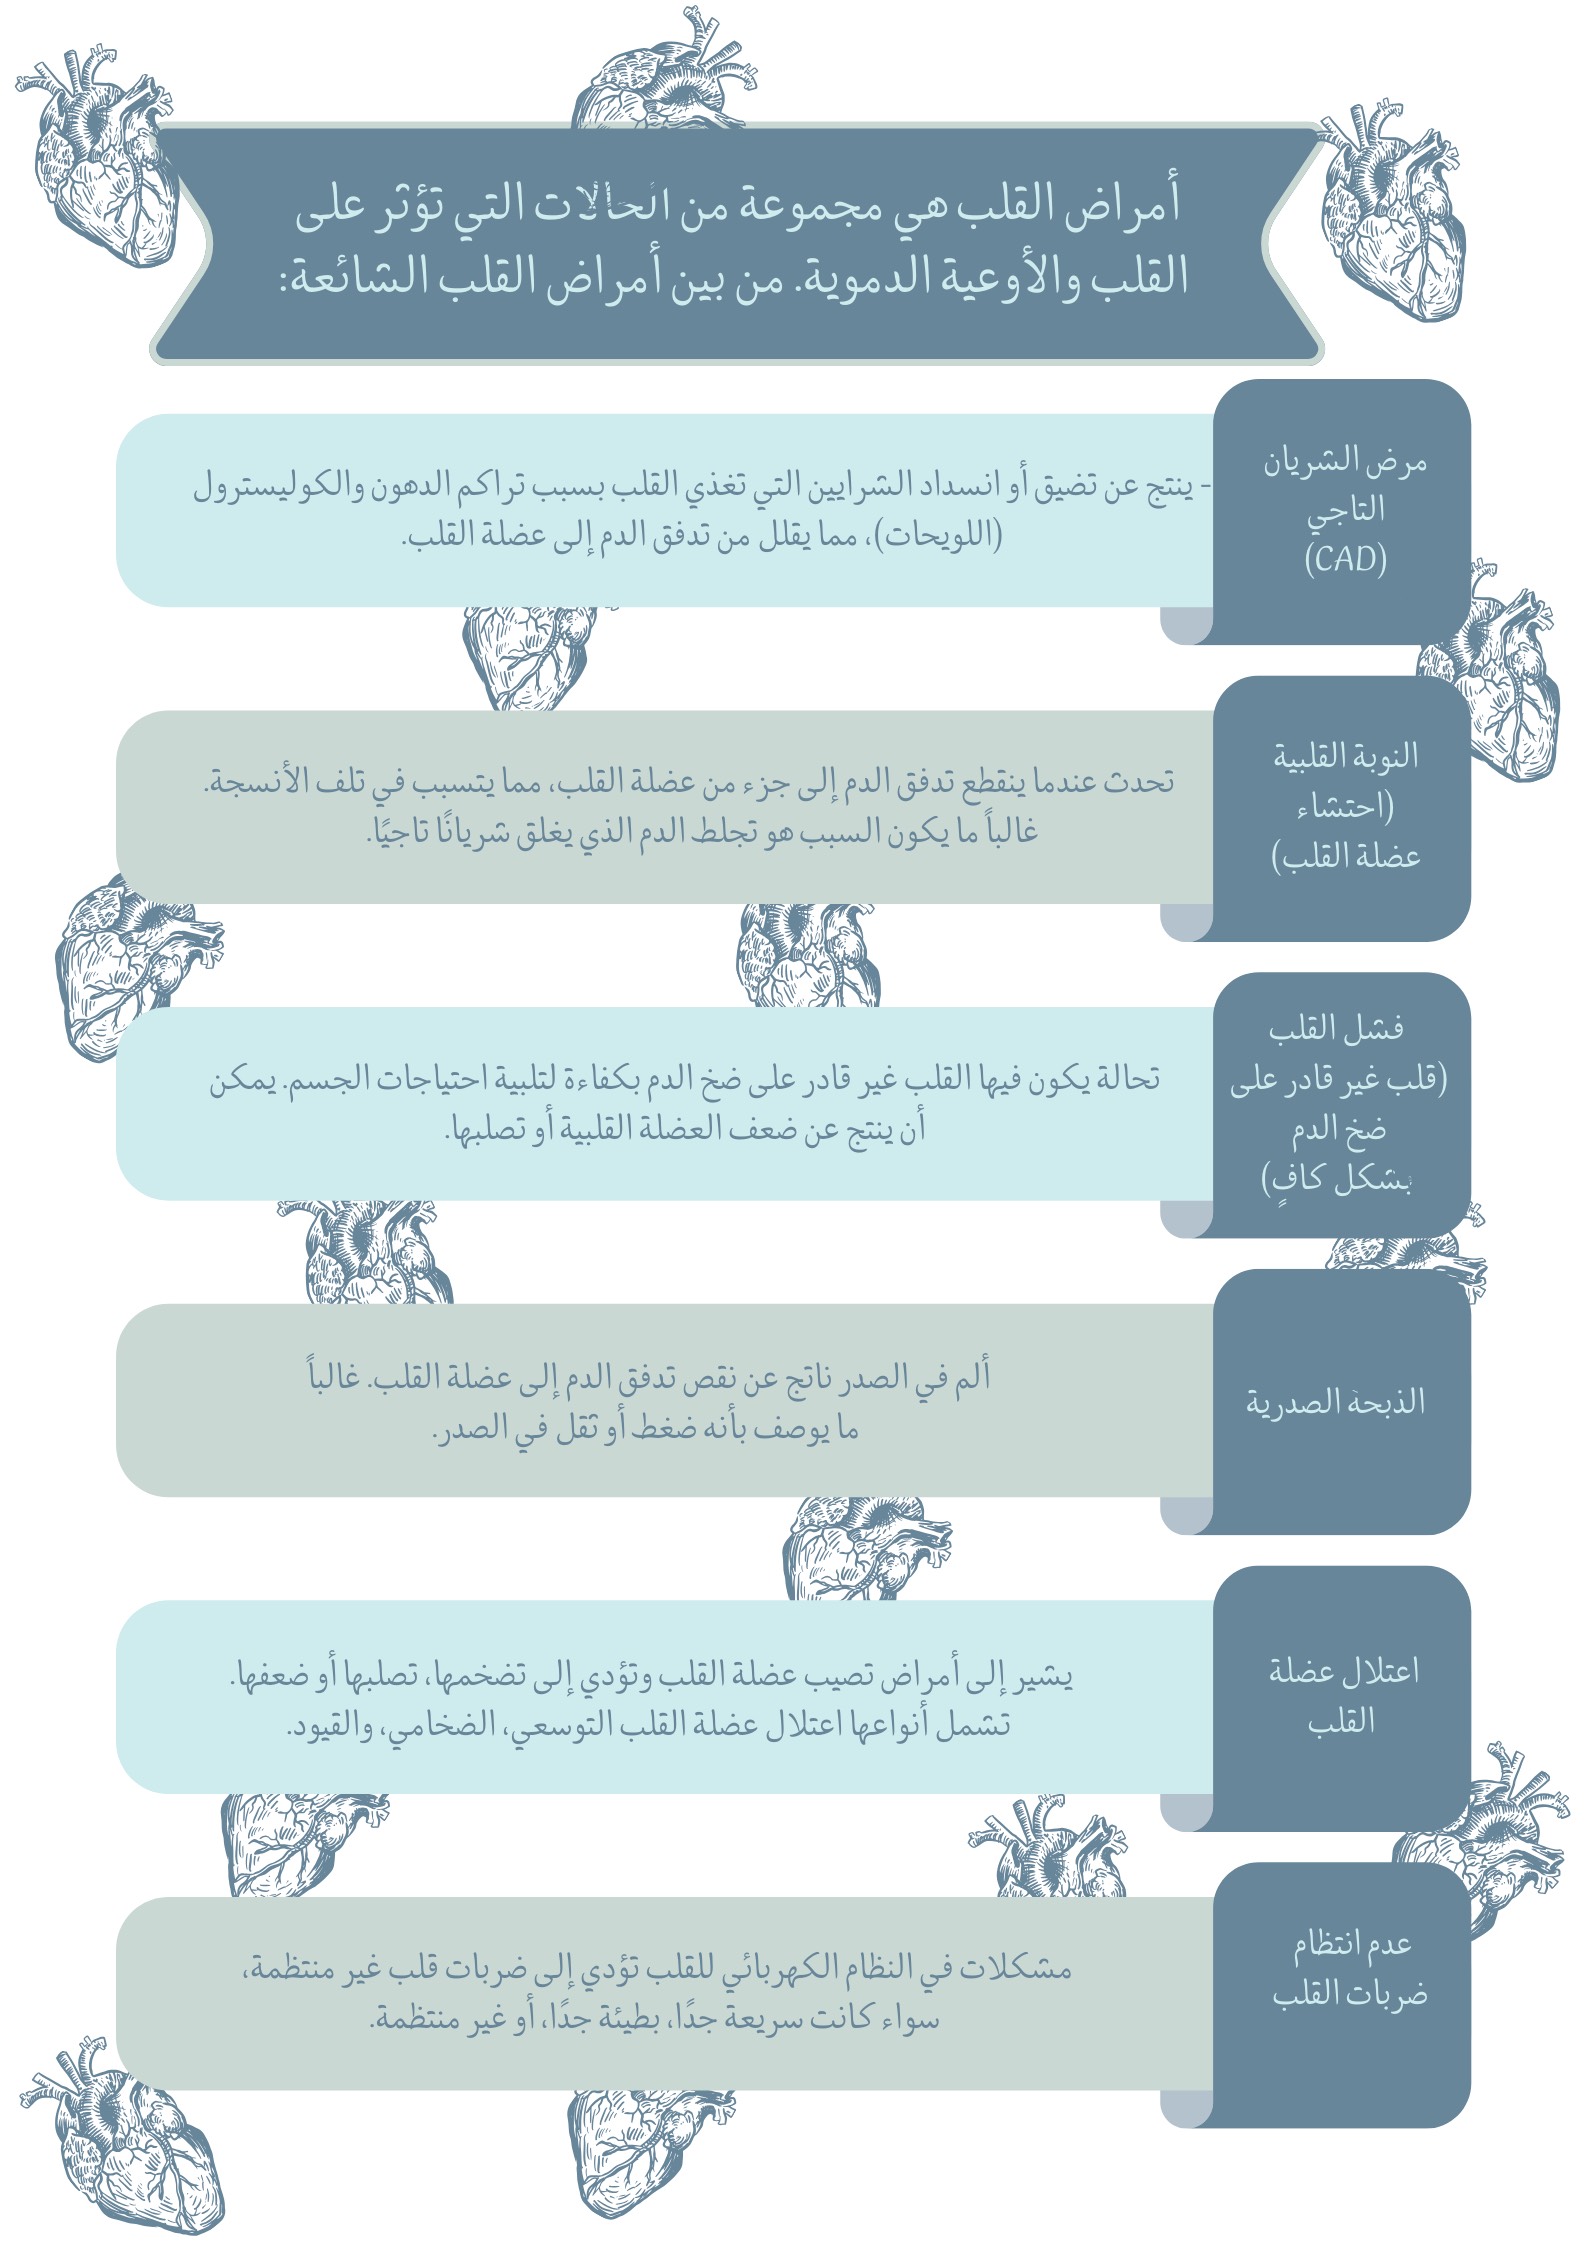 أمراض القلب هي مجموعة من الحالات التي تؤثر على
القلب والأوعية الدموية. من بين أمراض القلب الشائعة:
مرض الشريان
التاجي
(CAD)
- ينتج عن تضيق أو انسداد الشرايين التي تغذي القلب بسبب تراكم الدهون والكوليسترول
(اللويحات)، مما يقلل من تدفق الدم إلى عضلة القلب.
النوبة القلبية
(احتشاء
عضلة القلب)
تحدث عندما ينقطع تدفق الدم إلى جزء من عضلة القلب، مما يتسبب في تلف الأنسجة.
غالباً ما يكون السبب هو تجلط الدم الذي يغلق شريانًا تاجيًا.
فشل القلب
(قلب غير قادر على
ضخ الدم
بشكل كافٍ)
تحالة يكون فيها القلب غير قادر على ضخ الدم بكفاءة لتلبية احتياجات الجسم. يمكن
أن ينتج عن ضعف العضلة القلبية أو تصلبها.
الذبحة الصدرية
ألم في الصدر ناتج عن نقص تدفق الدم إلى عضلة القلب. غالباً
ما يوصف بأنه ضغط أو ثقل في الصدر.
اعتلال عضلة
القلب
يشير إلى أمراض تصيب عضلة القلب وتؤدي إلى تضخمها، تصلبها أو ضعفها.
تشمل أنواعها اعتلال عضلة القلب التوسعي، الضخامي، والقيود.
عدم انتظام
ضربات القلب
مشكلات في النظام الكهربائي للقلب تؤدي إلى ضربات قلب غير منتظمة،
سواء كانت سريعة جدًا، بطيئة جدًا، أو غير منتظمة.